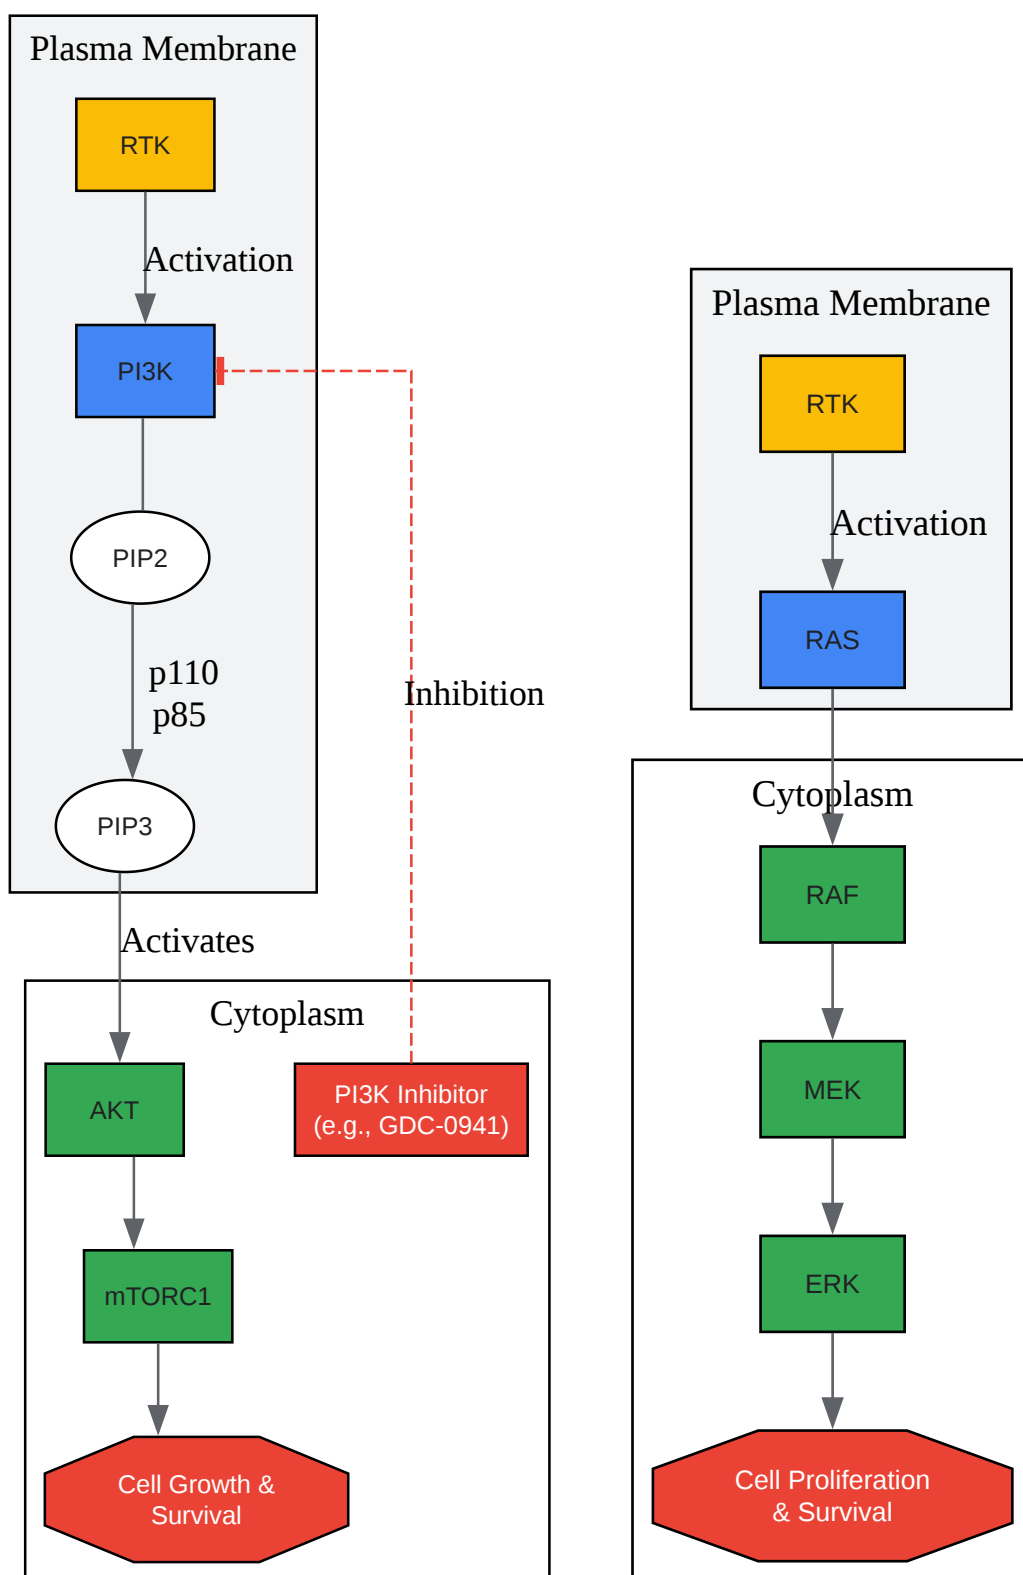 Plasma Membrane
RTK
Activation
PI3K
PIP2
p110
p85
PIP3
Activates
Inhibition
Cytoplasm
AKT
PI3K Inhibitor
(e.g., GDC-0941)
mTORC1
Cell Growth &
Survival
Plasma Membrane
RTK
Activation
RAS
Cytoplasm
RAF
MEK
ERK
Cell Proliferation
& Survival